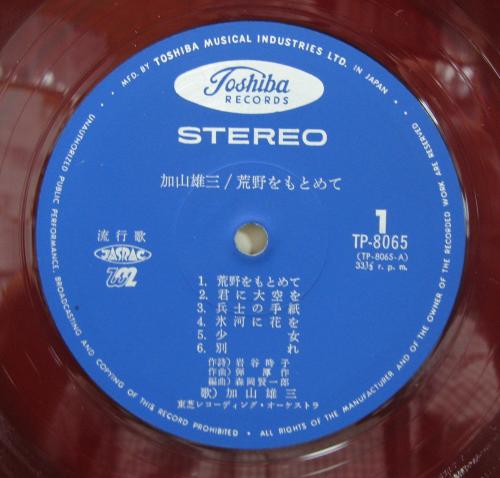 MFD. BY TOSHIBA MUSICAL INDUSTRIES LTD. IN JAPAN
Toshiba
RECORDS
STEREO
加山雄三/荒野をもとめて
1
TP-8065
(TP-8065-A)
33⅓ r. p. m.
流行歌
JASRAC
1. 荒野をもとめて
2. 君に大空を
3. 兵士の手紙
4. 氷河に花を
5. 少女
6. 別れ
作詩) 岩谷時子
作曲) 弾厚作
編曲) 森岡賢一郎
歌) 加山雄三
東芝レコーディング・オーケストラ
UNAUTHORIZED PUBLIC PERFORMANCE, BROADCASTING AND COPYING OF THIS RECORD PROHIBITED • ALL RIGHTS OF THE MANUFACTURER AND OF THE OWNER OF THE RECORDED WORK ARE RESERVED